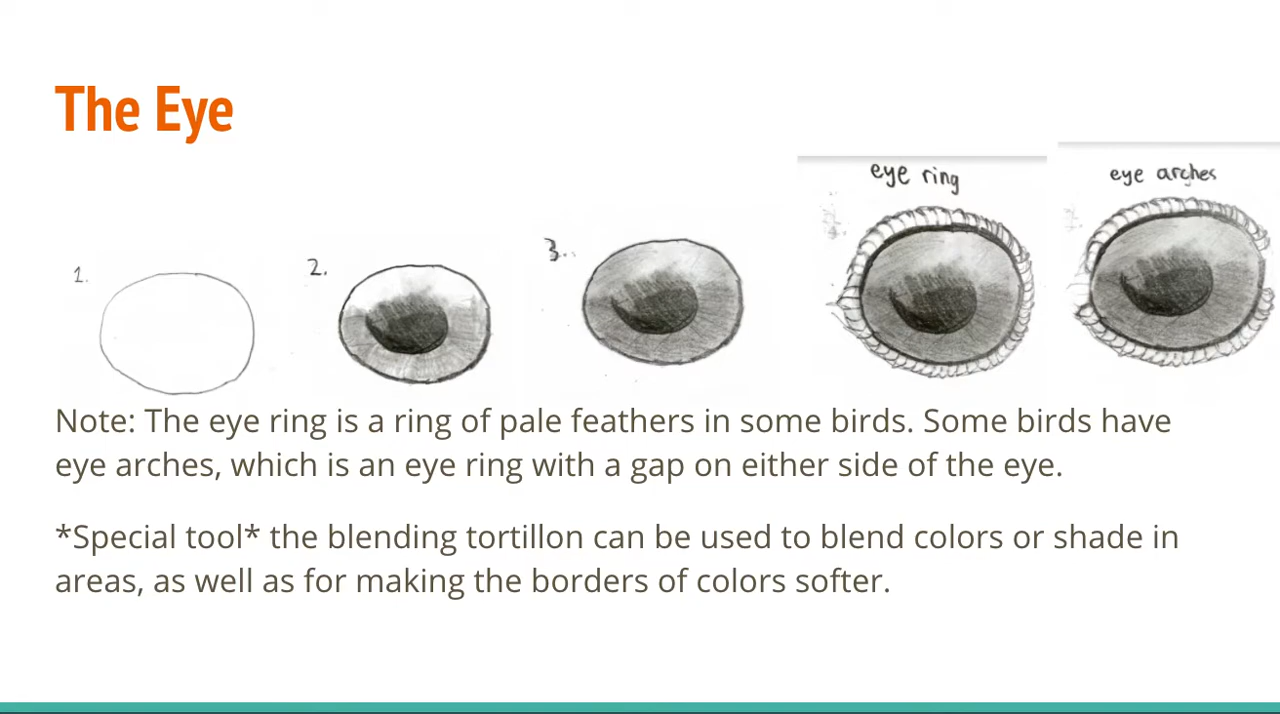 The Eye
1.
2.
3..
eye ring
eye arches
Note: The eye ring is a ring of pale feathers in some birds. Some birds have
eye arches, which is an eye ring with a gap on either side of the eye.
*Special tool* the blending tortillon can be used to blend colors or shade in
areas, as well as for making the borders of colors softer.